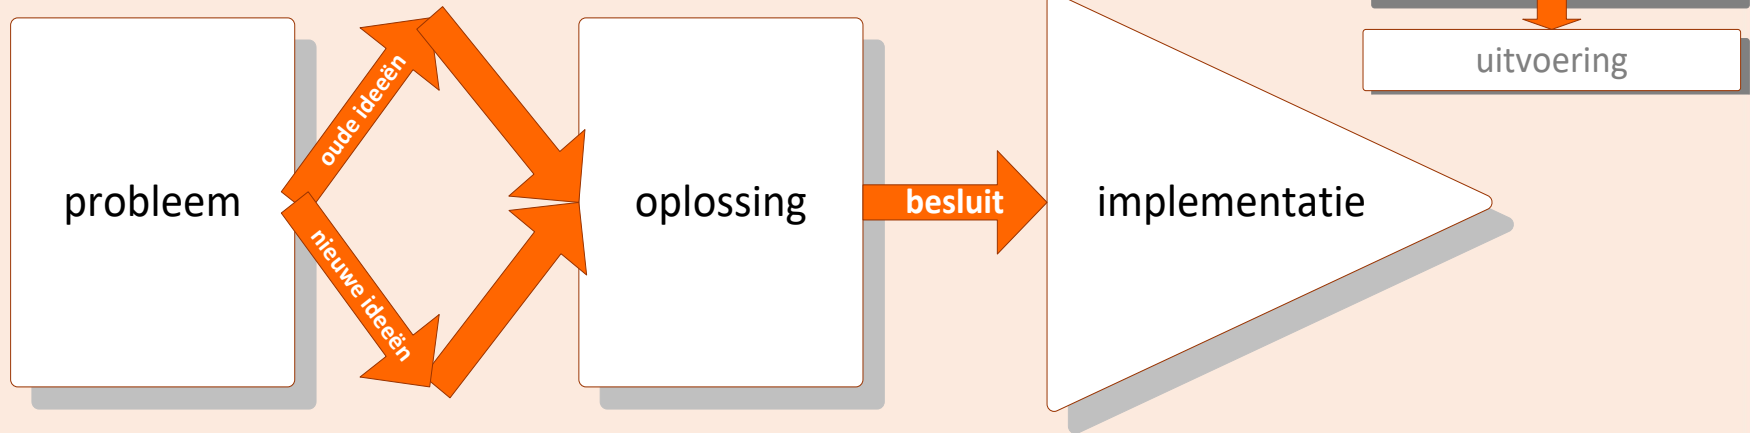 uitvoering
probleem
oude ideeën
nieuwe ideeën
oplossing
besluit
implementatie